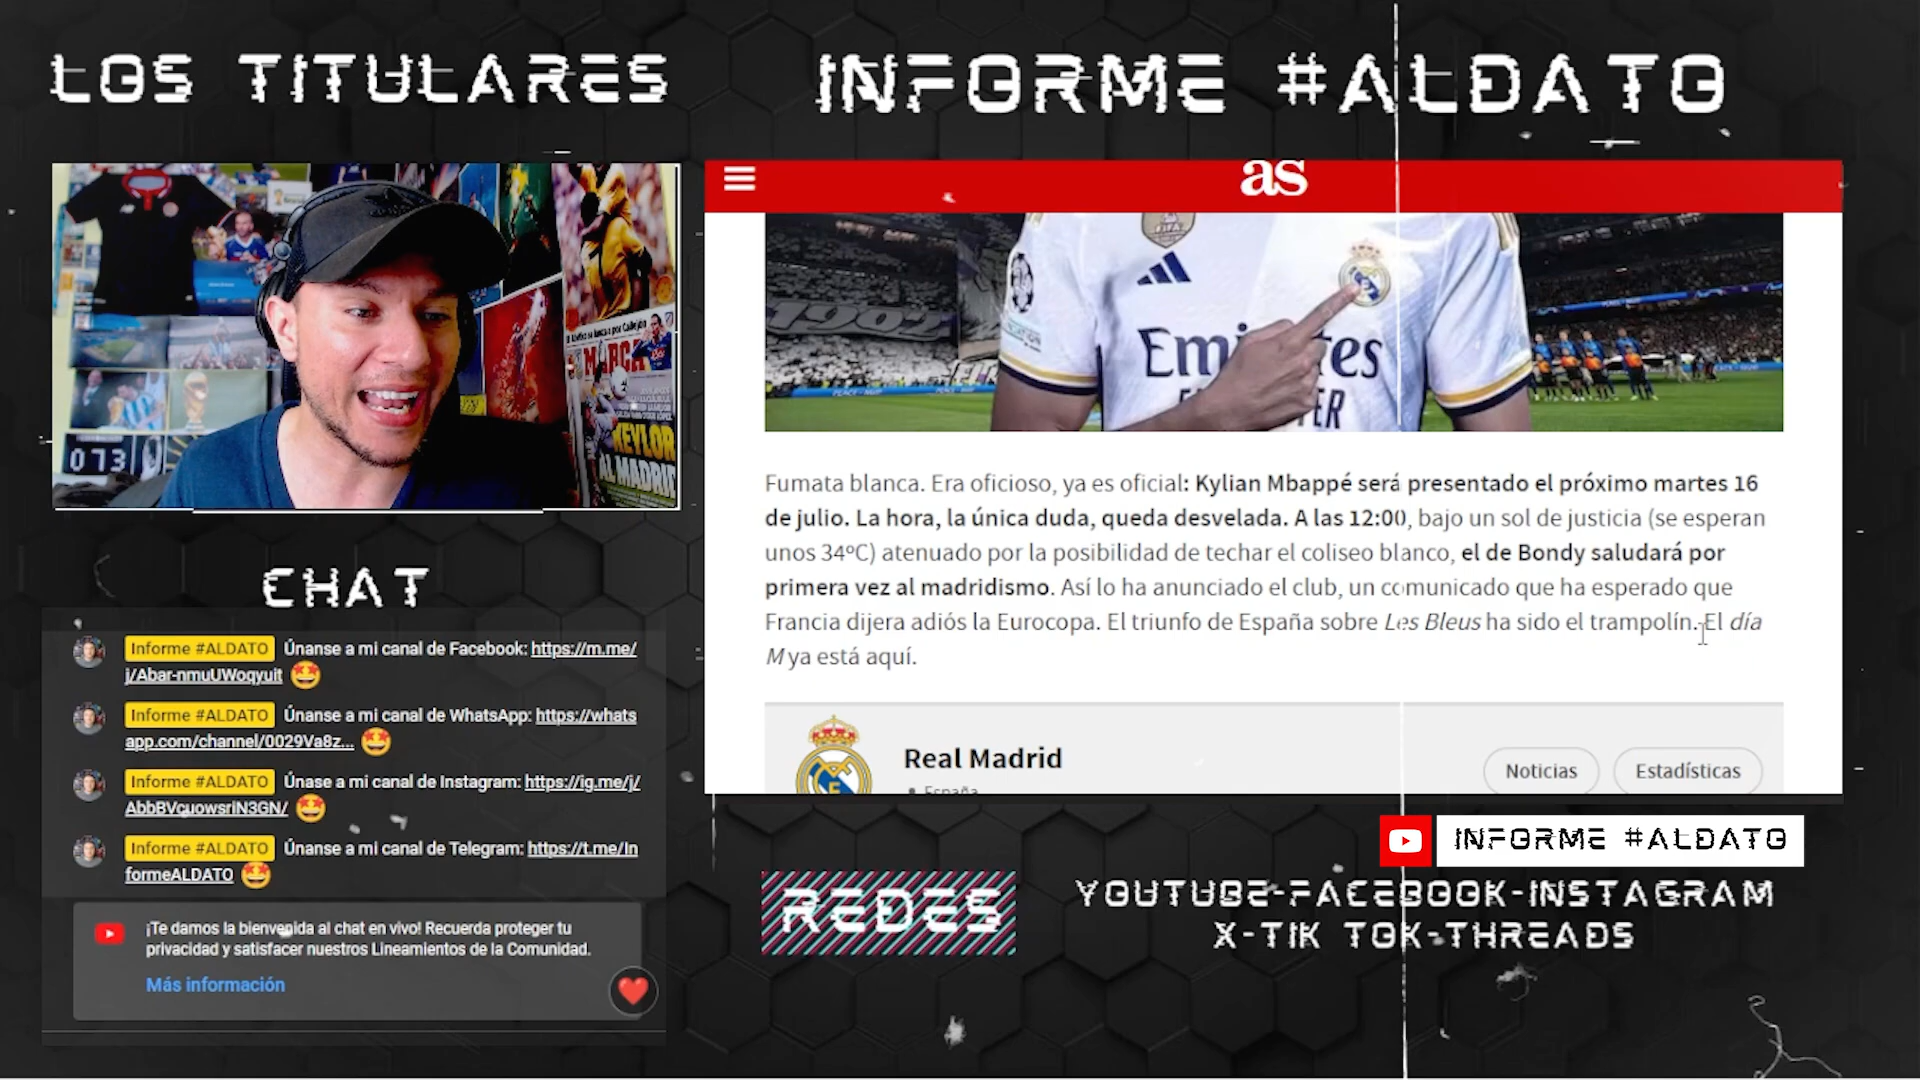 LOS TITULARES
INFORME #ALDATO
as
1902
FIFA
Emirates
MARCA
KEYLOR
AL MADRID
073
Fumata blanca. Era oficioso, ya es oficial: Kylian Mbappé será presentado el próximo martes 16
de julio. La hora, la única duda, queda desvelada. A las 12:00, bajo un sol de justicia (se esperan
unos 34ºC) atenuado por la posibilidad de techar el coliseo blanco, el de Bondy saludará por
primera vez al madridismo. Así lo ha anunciado el club, un comunicado que ha esperado que
Francia dijera adiós la Eurocopa. El triunfo de España sobre Les Bleus ha sido el trampolín. El día
M ya está aquí.
Real Madrid
España
Noticias
Estadísticas
CHAT
Informe #ALDATO Únanse a mi canal de Facebook: https://m.me/
j/Abar-nmuUWoqyuit
Informe #ALDATO Únanse a mi canal de WhatsApp: https://whats
app.com/channel/0029Va8z...
Informe #ALDATO Únase a mi canal de Instagram: https://ig.me/j/
AbbBVcuowsriN3GN/
Informe #ALDATO Únanse a mi canal de Telegram: https://t.me/In
formeALDATO
¡Te damos la bienvenida al chat en vivo! Recuerda proteger tu
privacidad y satisfacer nuestros Lineamientos de la Comunidad.
Más información
INFORME #ALDATO
REDES
YOUTUBE-FACEBOOK-INSTAGRAM
X-TIK TOK-THREADS